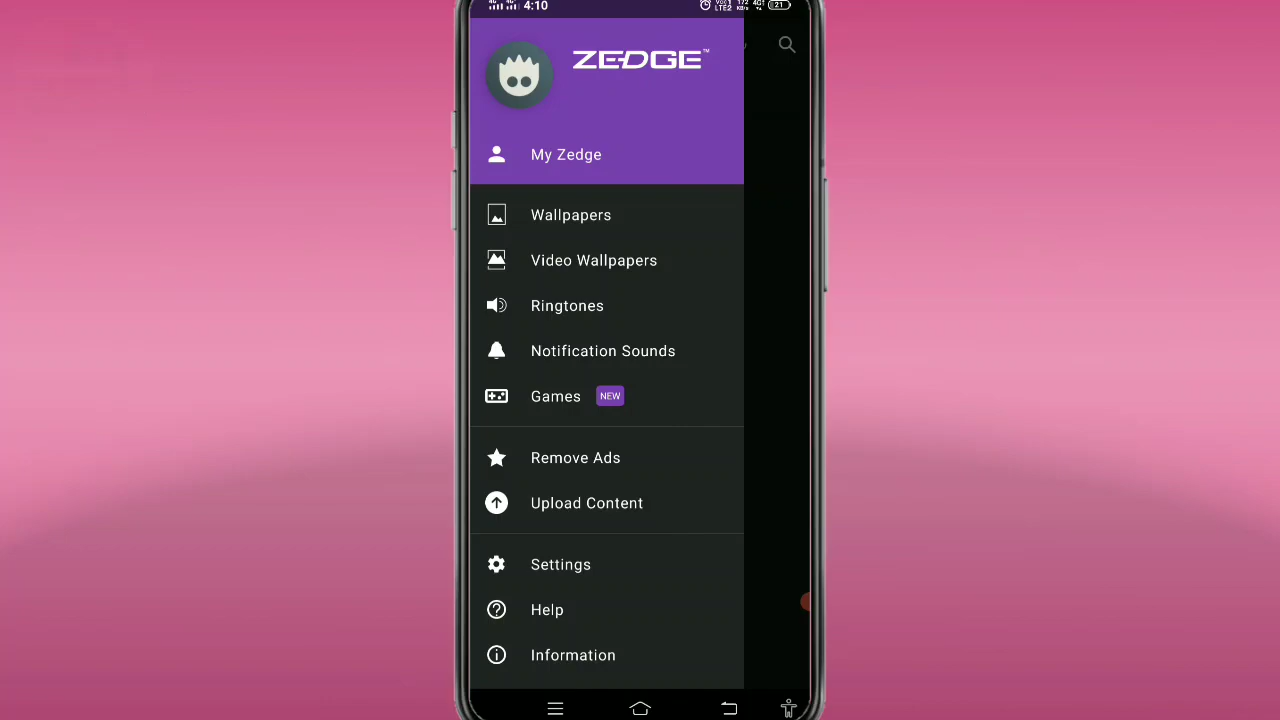 4:10
ZEDGE™
My Zedge
Wallpapers
Video Wallpapers
Ringtones
Notification Sounds
Games NEW
Remove Ads
Upload Content
Settings
Help
Information